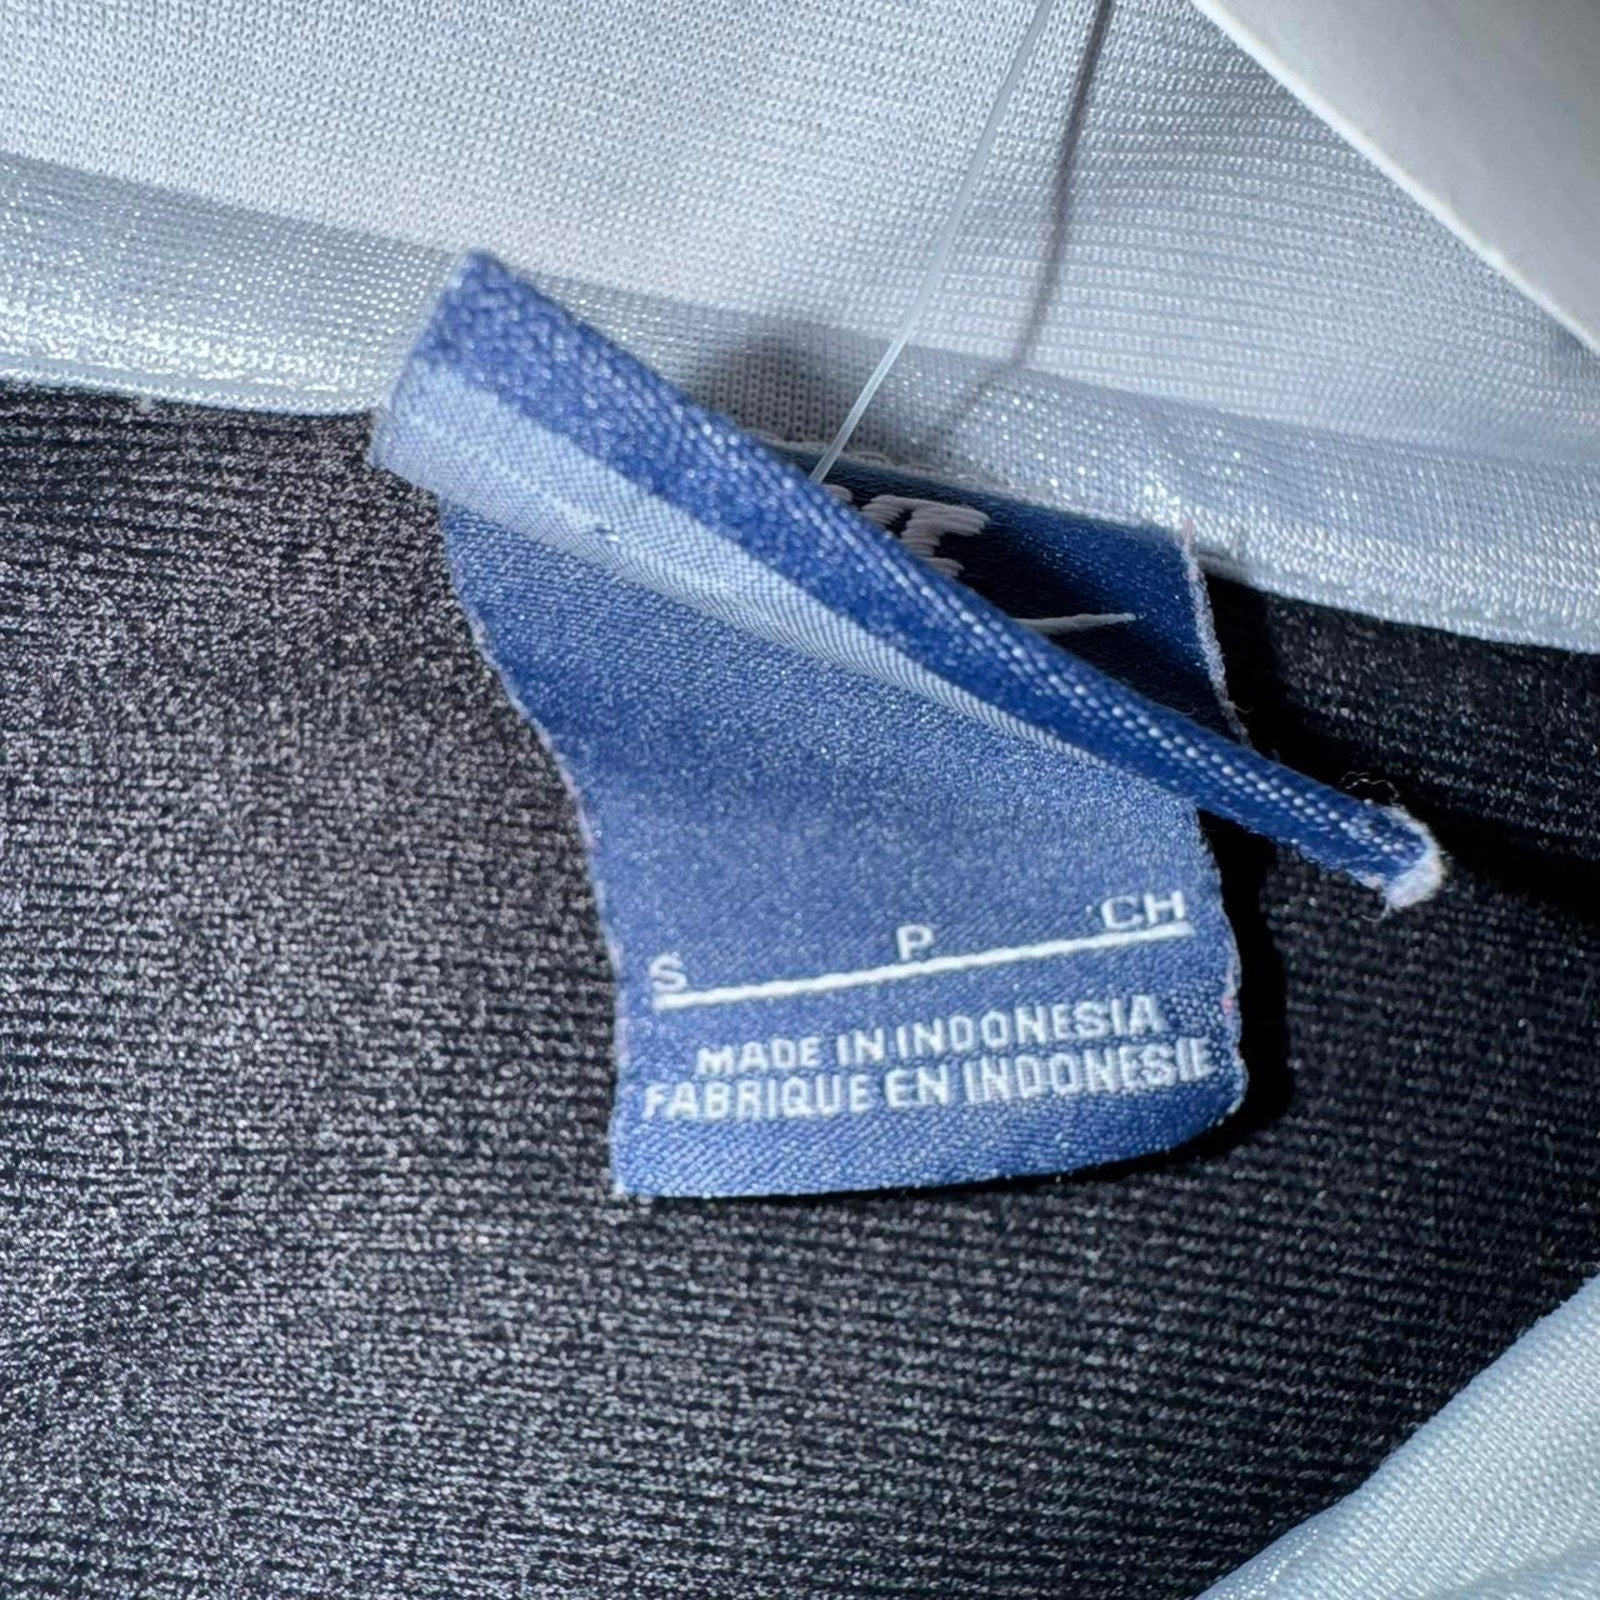 S P CH
MADE IN INDONESIA
FABRIQUE EN INDONESIE